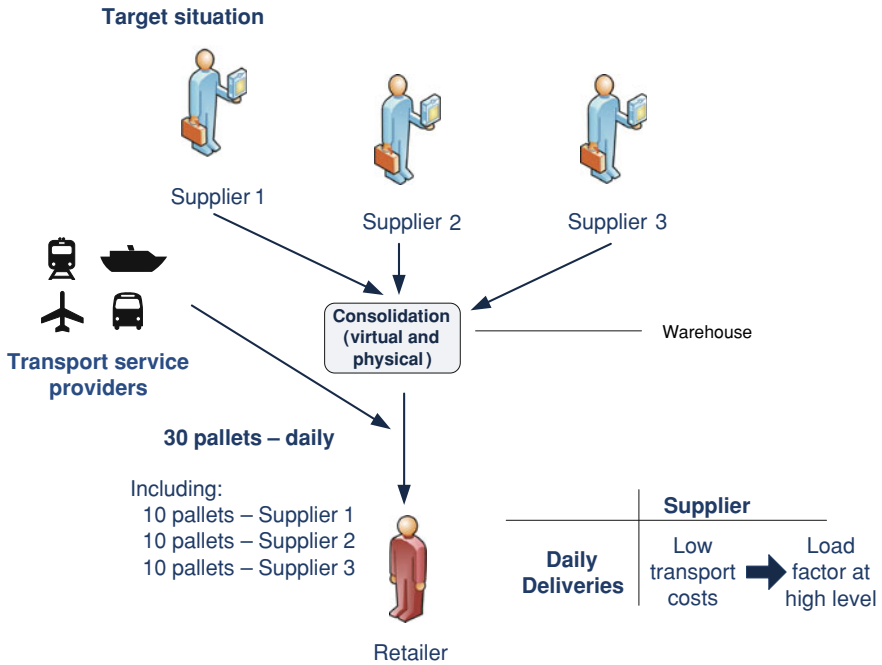 Target situation
Supplier 1
Supplier 2
Supplier 3
Consolidation
(virtual and
physical)
Warehouse
Transport service
providers
30 pallets – daily
Including:
10 pallets – Supplier 1
10 pallets – Supplier 2
10 pallets – Supplier 3
Retailer
Supplier
Daily
Deliveries
Low
transport
costs
Load
factor at
high level